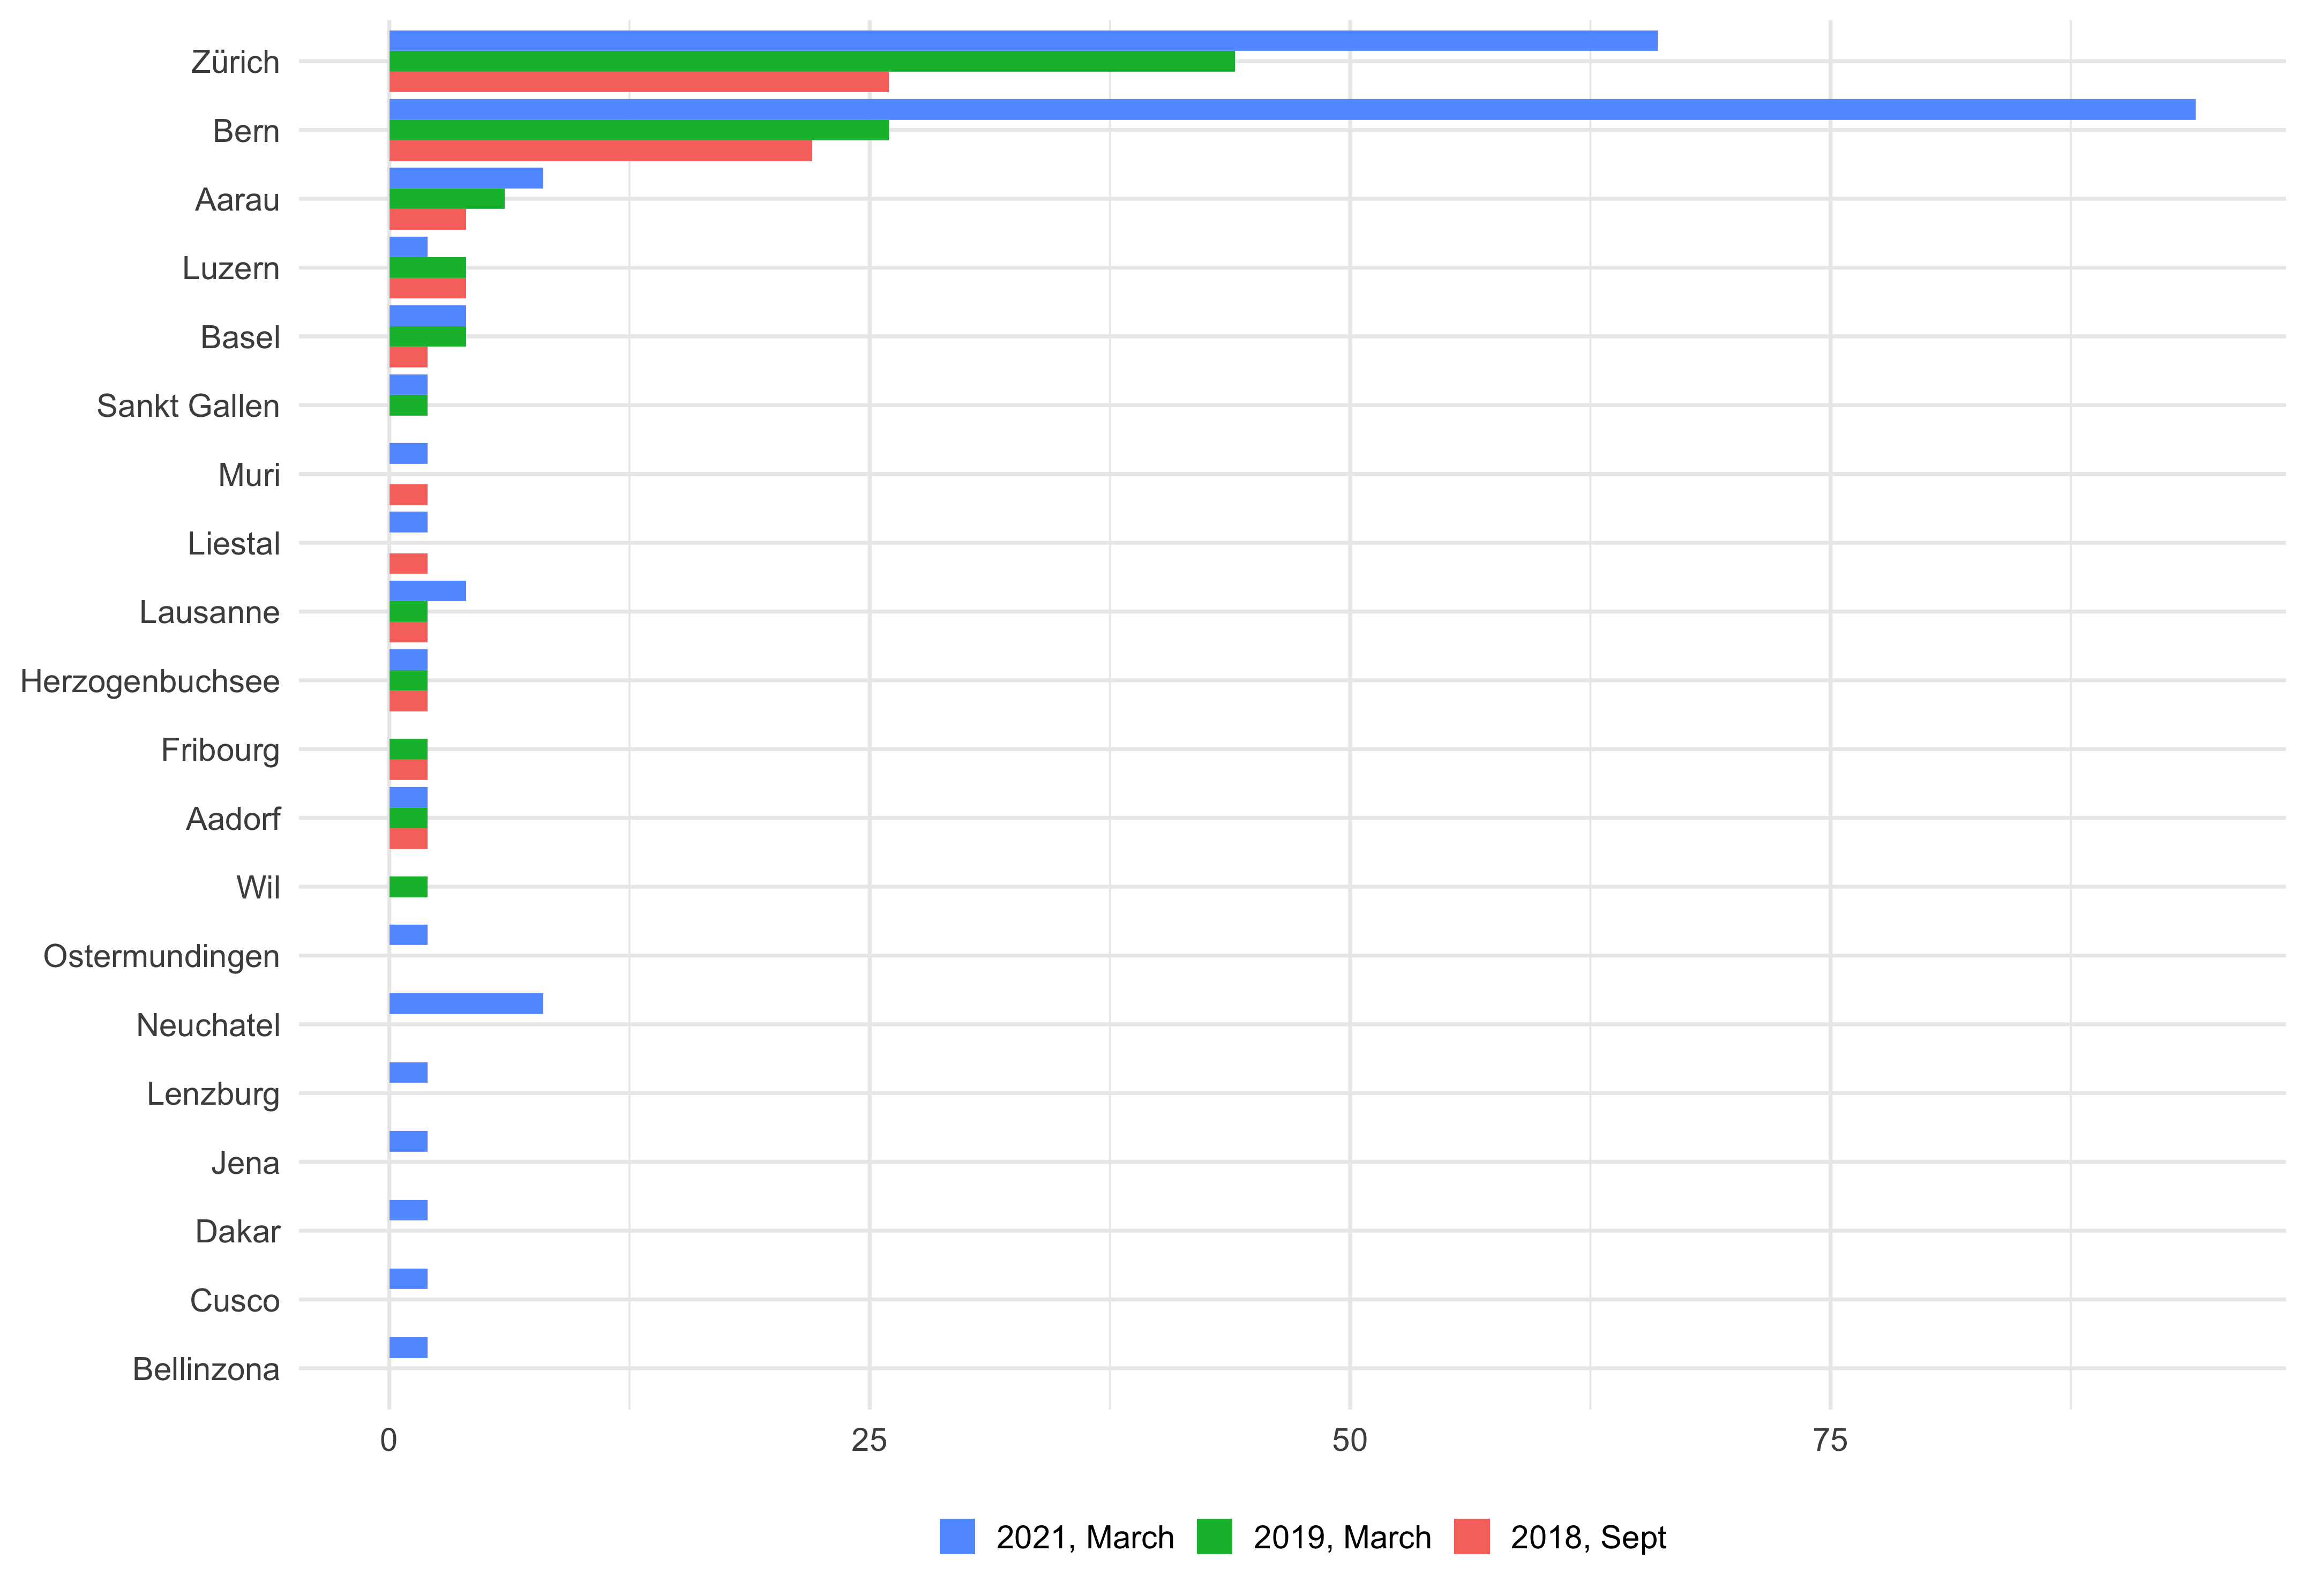 Zürich
Bern
Aarau
Luzern
Basel
Sankt Gallen
Muri
Liestal
Lausanne
Herzogenbuchsee
Fribourg
Aadorf
Wil
Ostermundingen
Neuchatel
Lenzburg
Jena
Dakar
Cusco
Bellinzona
0 25 50 75
2021, March 2019, March 2018, Sept